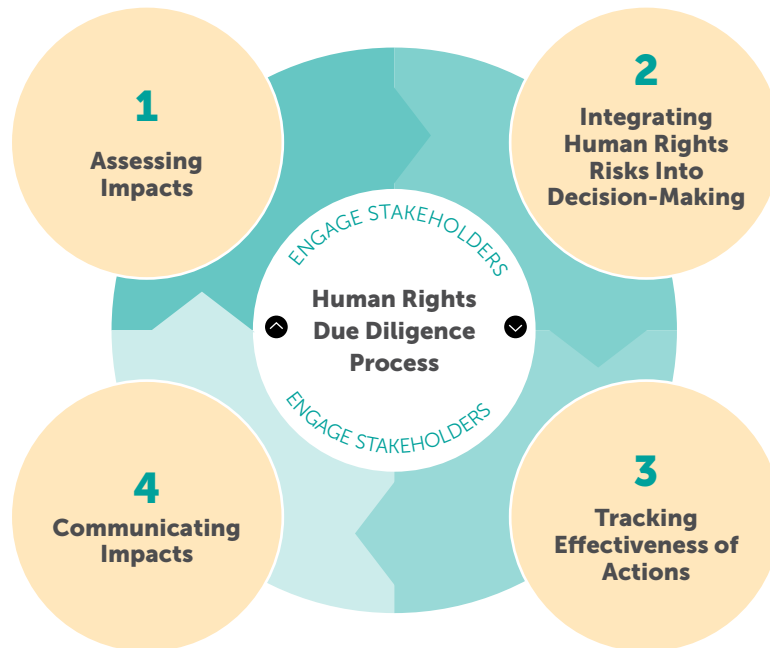 1
Assessing
Impacts
2
Integrating
Human Rights
Risks Into
Decision-Making
ENGAGE STAKEHOLDERS
Human Rights
Due Diligence
Process
ENGAGE STAKEHOLDERS
4
Communicating
Impacts
3
Tracking
Effectiveness of
Actions